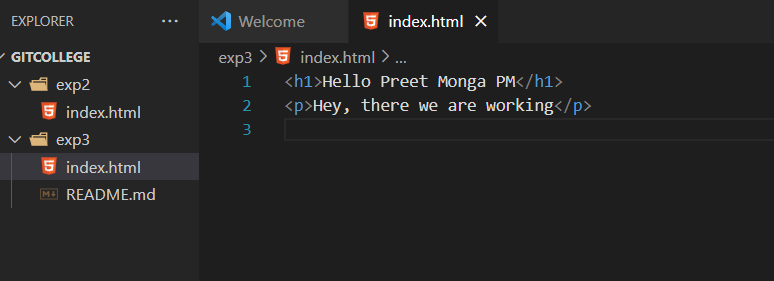 EXPLORER
Welcome
index.html
GITCOLLEGE
exp2
index.html
exp3
index.html
README.md
exp3 > index.html > ...
1 <h1>Hello Preet Monga PM</h1>
2 <p>Hey, there we are working</p>
3